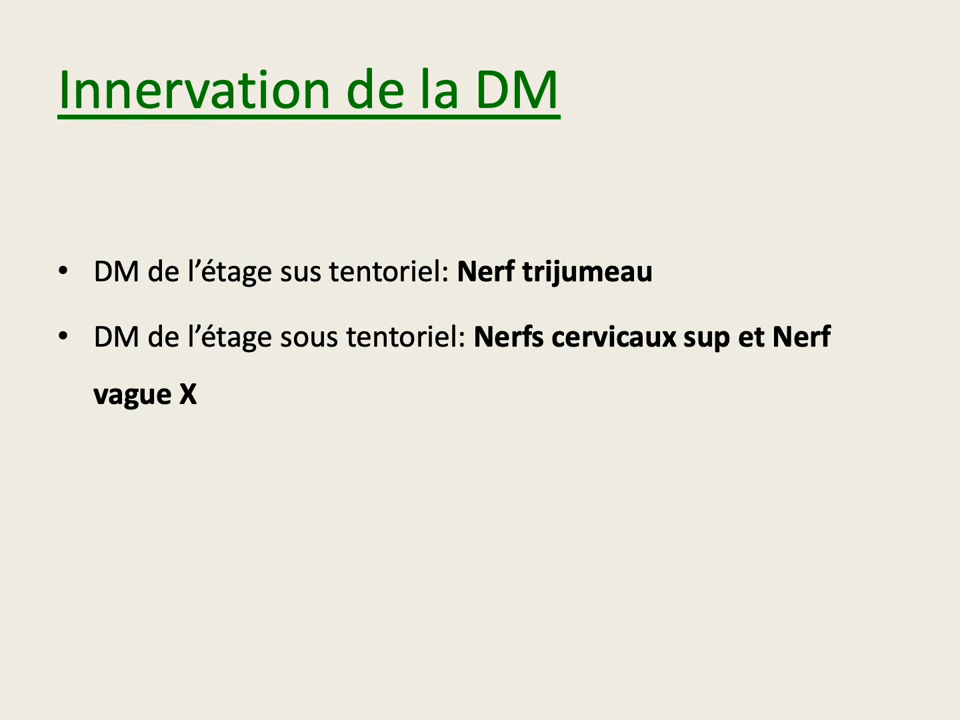 Innervation de la DM
• DM de l’étage sus tentoriel: Nerf trijumeau
• DM de l’étage sous tentoriel: Nerfs cervicaux sup et Nerf
vague X